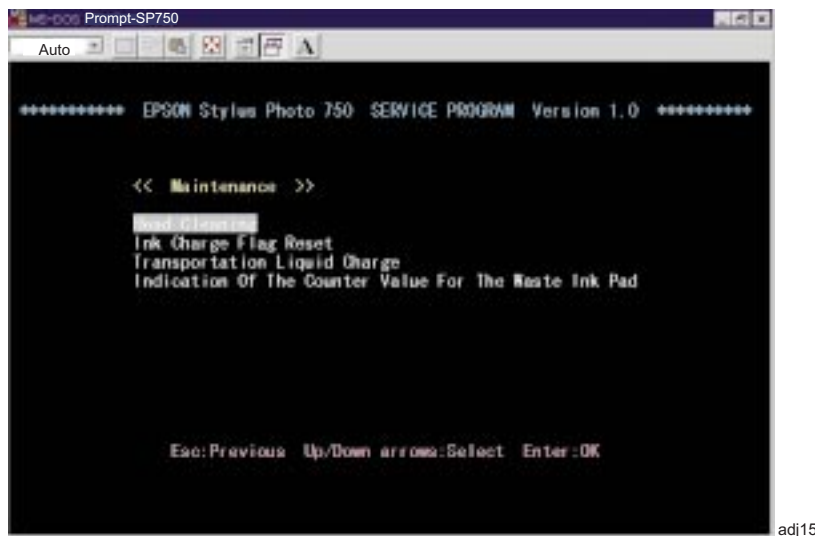 MS-DOS Prompt-SP750
Auto
A
*********** EPSON Stylus Photo 750 SERVICE PROGRAM Version 1.0 **********
<< Maintenance >>
Head Cleaning
Ink Charge Flag Reset
Transportation Liquid Charge
Indication Of The Counter Value For The Waste Ink Pad
Esc:Previous Up/Down arrows:Select Enter:OK
adj15